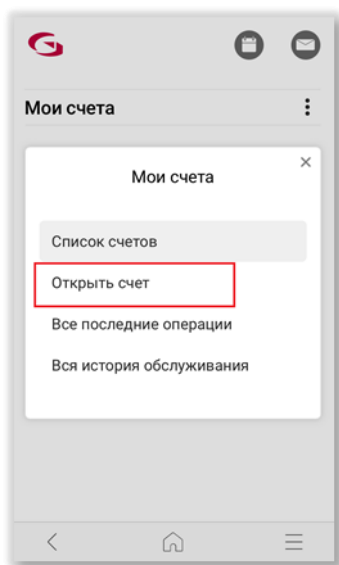 Мои счета
Мои счета
Список счетов
Открыть счет
Все последние операции
Вся история обслуживания